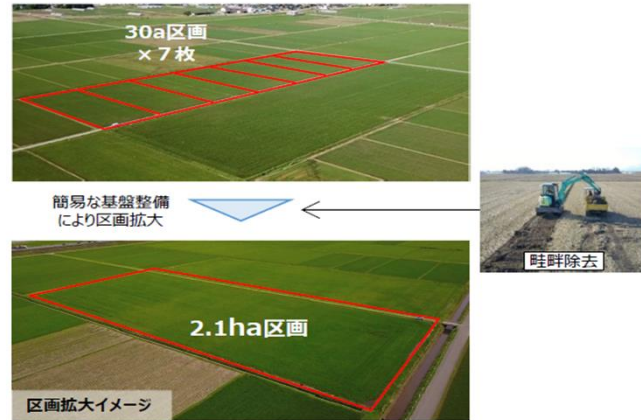 30a区画
×7枚
簡易な基盤整備
により区画拡大
畦畔除去
2.1ha区画
区画拡大イメージ